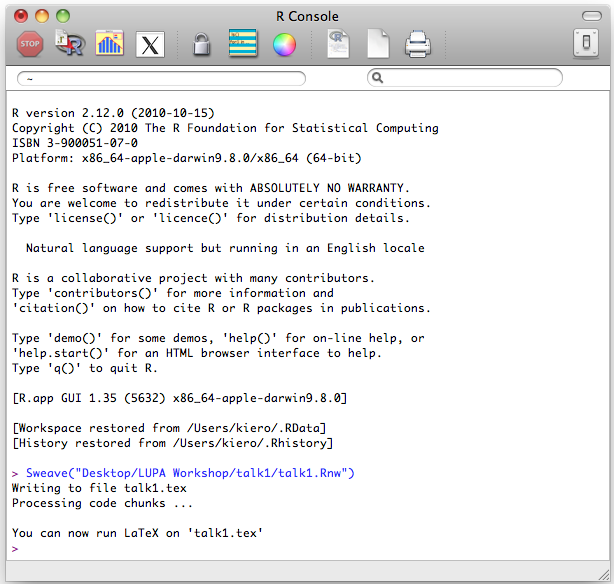 R Console
STOP
R
X
R
~
R version 2.12.0 (2010-10-15)
Copyright (C) 2010 The R Foundation for Statistical Computing
ISBN 3-900051-07-0
Platform: x86_64-apple-darwin9.8.0/x86_64 (64-bit)
R is free software and comes with ABSOLUTELY NO WARRANTY.
You are welcome to redistribute it under certain conditions.
Type 'license()' or 'licence()' for distribution details.
Natural language support but running in an English locale
R is a collaborative project with many contributors.
Type 'contributors()' for more information and
'citation()' on how to cite R or R packages in publications.
Type 'demo()' for some demos, 'help()' for on-line help, or
'help.start()' for an HTML browser interface to help.
Type 'q()' to quit R.
[R.app GUI 1.35 (5632) x86_64-apple-darwin9.8.0]
[Workspace restored from /Users/kiero/.RData]
[History restored from /Users/kiero/.Rhistory]
> Sweave("Desktop/LUPA Workshop/talk1/talk1.Rnw")
Writing to file talk1.tex
Processing code chunks ...
You can now run LaTeX on 'talk1.tex'
>